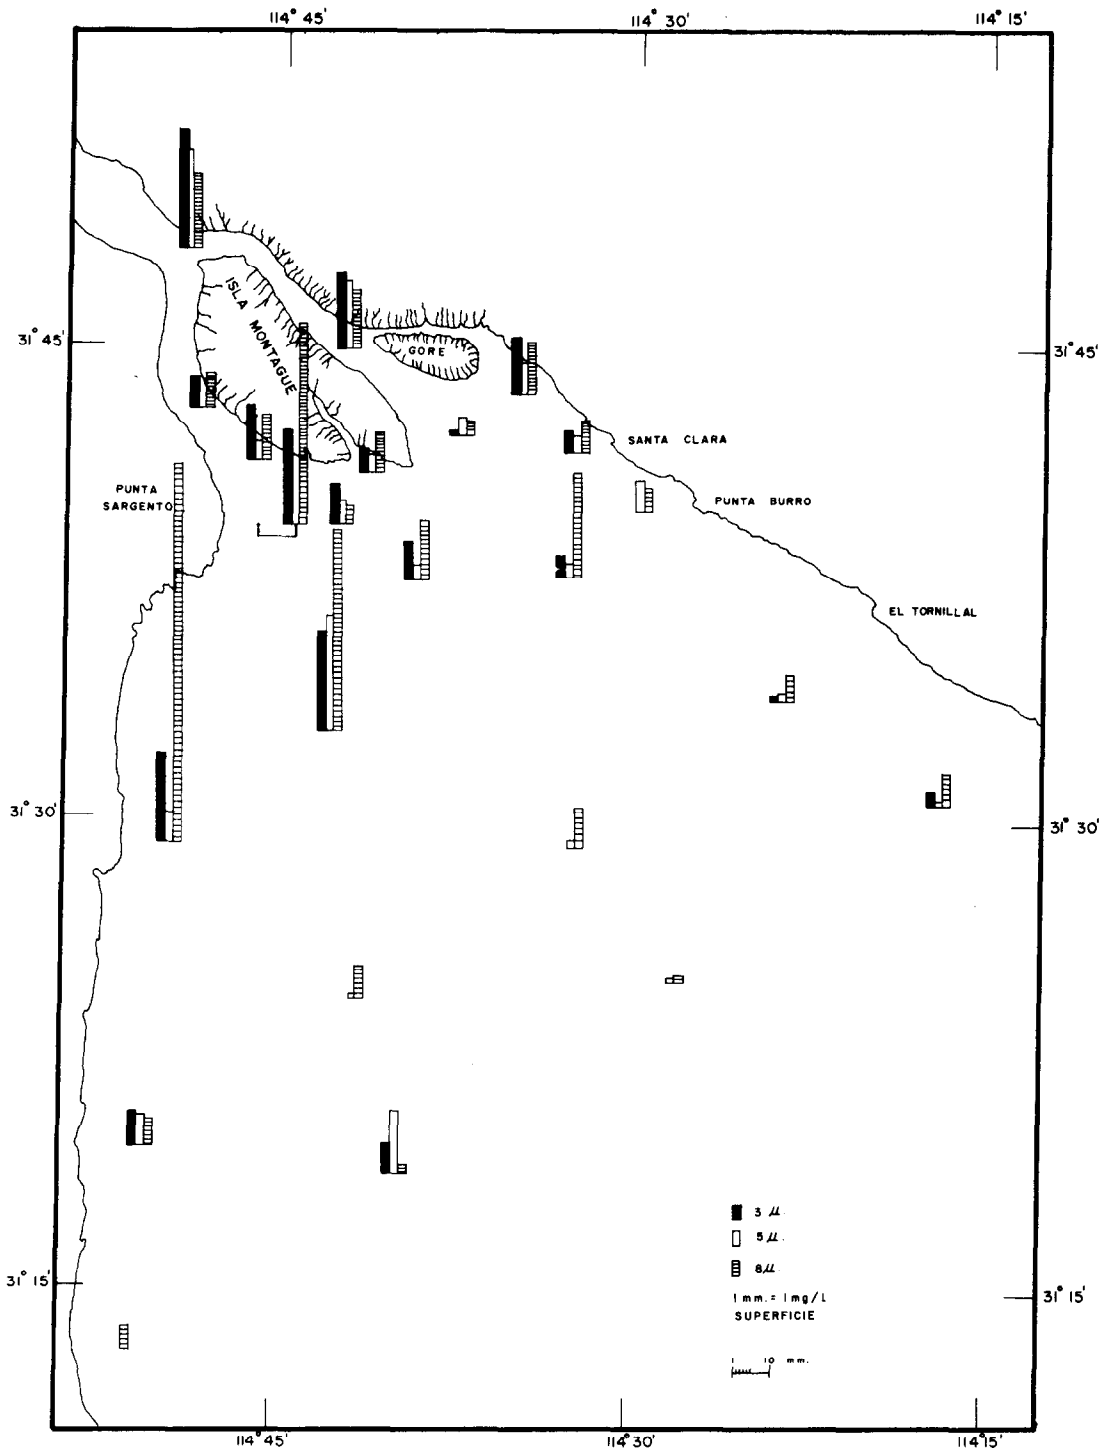 114° 45'
114° 30'
114° 15'
31° 45'
31° 45'
ISLA MONTAGUE
GORE
SANTA CLARA
PUNTA
SARGENTO
PUNTA BURRO
EL TORNILLAL
31° 30'
31° 30'
3 μ.
5 μ.
8 μ.
1 mm. = 1 mg/L
SUPERFICIE
31° 15'
31° 15'
1 10 mm.
114° 45'
114° 30'
114° 15'